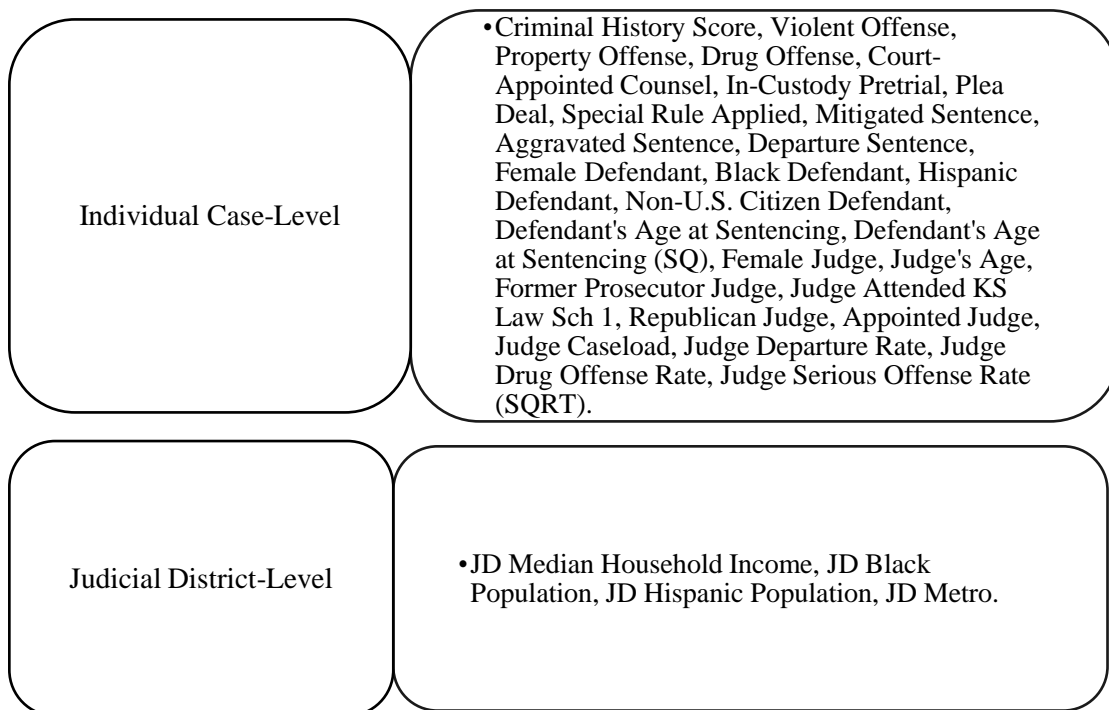 Individual Case-Level
•Criminal History Score, Violent Offense,
Property Offense, Drug Offense, Court-
Appointed Counsel, In-Custody Pretrial, Plea
Deal, Special Rule Applied, Mitigated Sentence,
Aggravated Sentence, Departure Sentence,
Female Defendant, Black Defendant, Hispanic
Defendant, Non-U.S. Citizen Defendant,
Defendant's Age at Sentencing, Defendant's Age
at Sentencing (SQ), Female Judge, Judge's Age,
Former Prosecutor Judge, Judge Attended KS
Law Sch 1, Republican Judge, Appointed Judge,
Judge Caseload, Judge Departure Rate, Judge
Drug Offense Rate, Judge Serious Offense Rate
(SQRT).
Judicial District-Level
•JD Median Household Income, JD Black
Population, JD Hispanic Population, JD Metro.